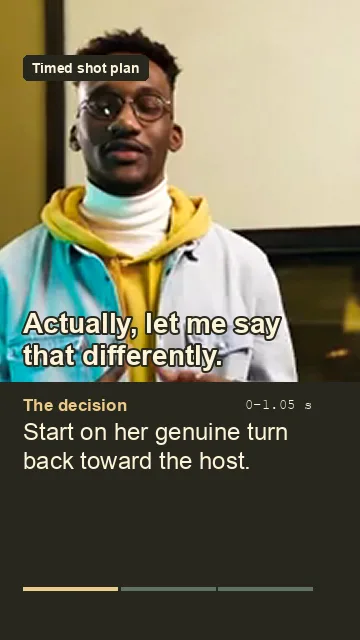 Timed shot plan
Actually, let me say
that differently.
The decision
0–1.05 s
Start on her genuine turn
back toward the host.